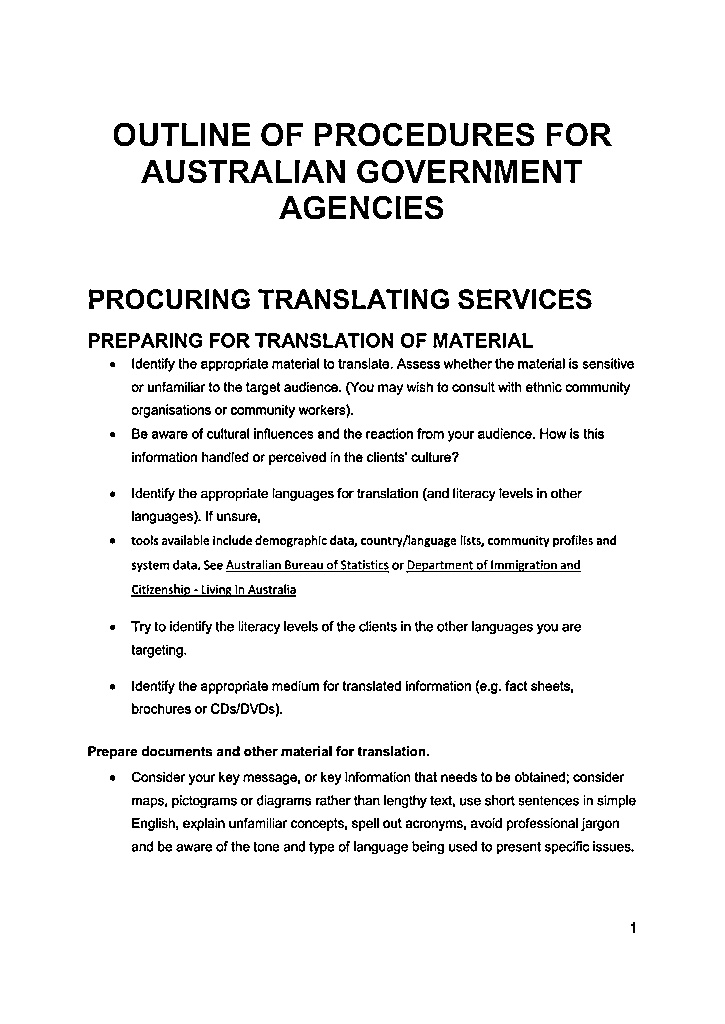 OUTLINE OF PROCEDURES FOR
AUSTRALIAN GOVERNMENT
AGENCIES
PROCURING TRANSLATING SERVICES
PREPARING FOR TRANSLATION OF MATERIAL
• Identify the appropriate material to translate. Assess whether the material is sensitive
or unfamiliar to the target audience. (You may wish to consult with ethnic community
organisations or community workers).
• Be aware of cultural influences and the reaction from your audience. How is this
information handled or perceived in the clients' culture?
• Identify the appropriate languages for translation (and literacy levels in other
languages). If unsure,
• tools available include demographic data, country/language lists, community profiles and
system data. See Australian Bureau of Statistics or Department of Immigration and
Citizenship - Living in Australia
• Try to identify the literacy levels of the clients in the other languages you are
targeting.
• Identify the appropriate medium for translated information (e.g. fact sheets,
brochures or CDs/DVDs).
Prepare documents and other material for translation.
• Consider your key message, or key information that needs to be obtained; consider
maps, pictograms or diagrams rather than lengthy text, use short sentences in simple
English, explain unfamiliar concepts, spell out acronyms, avoid professional jargon
and be aware of the tone and type of language being used to present specific issues.
1